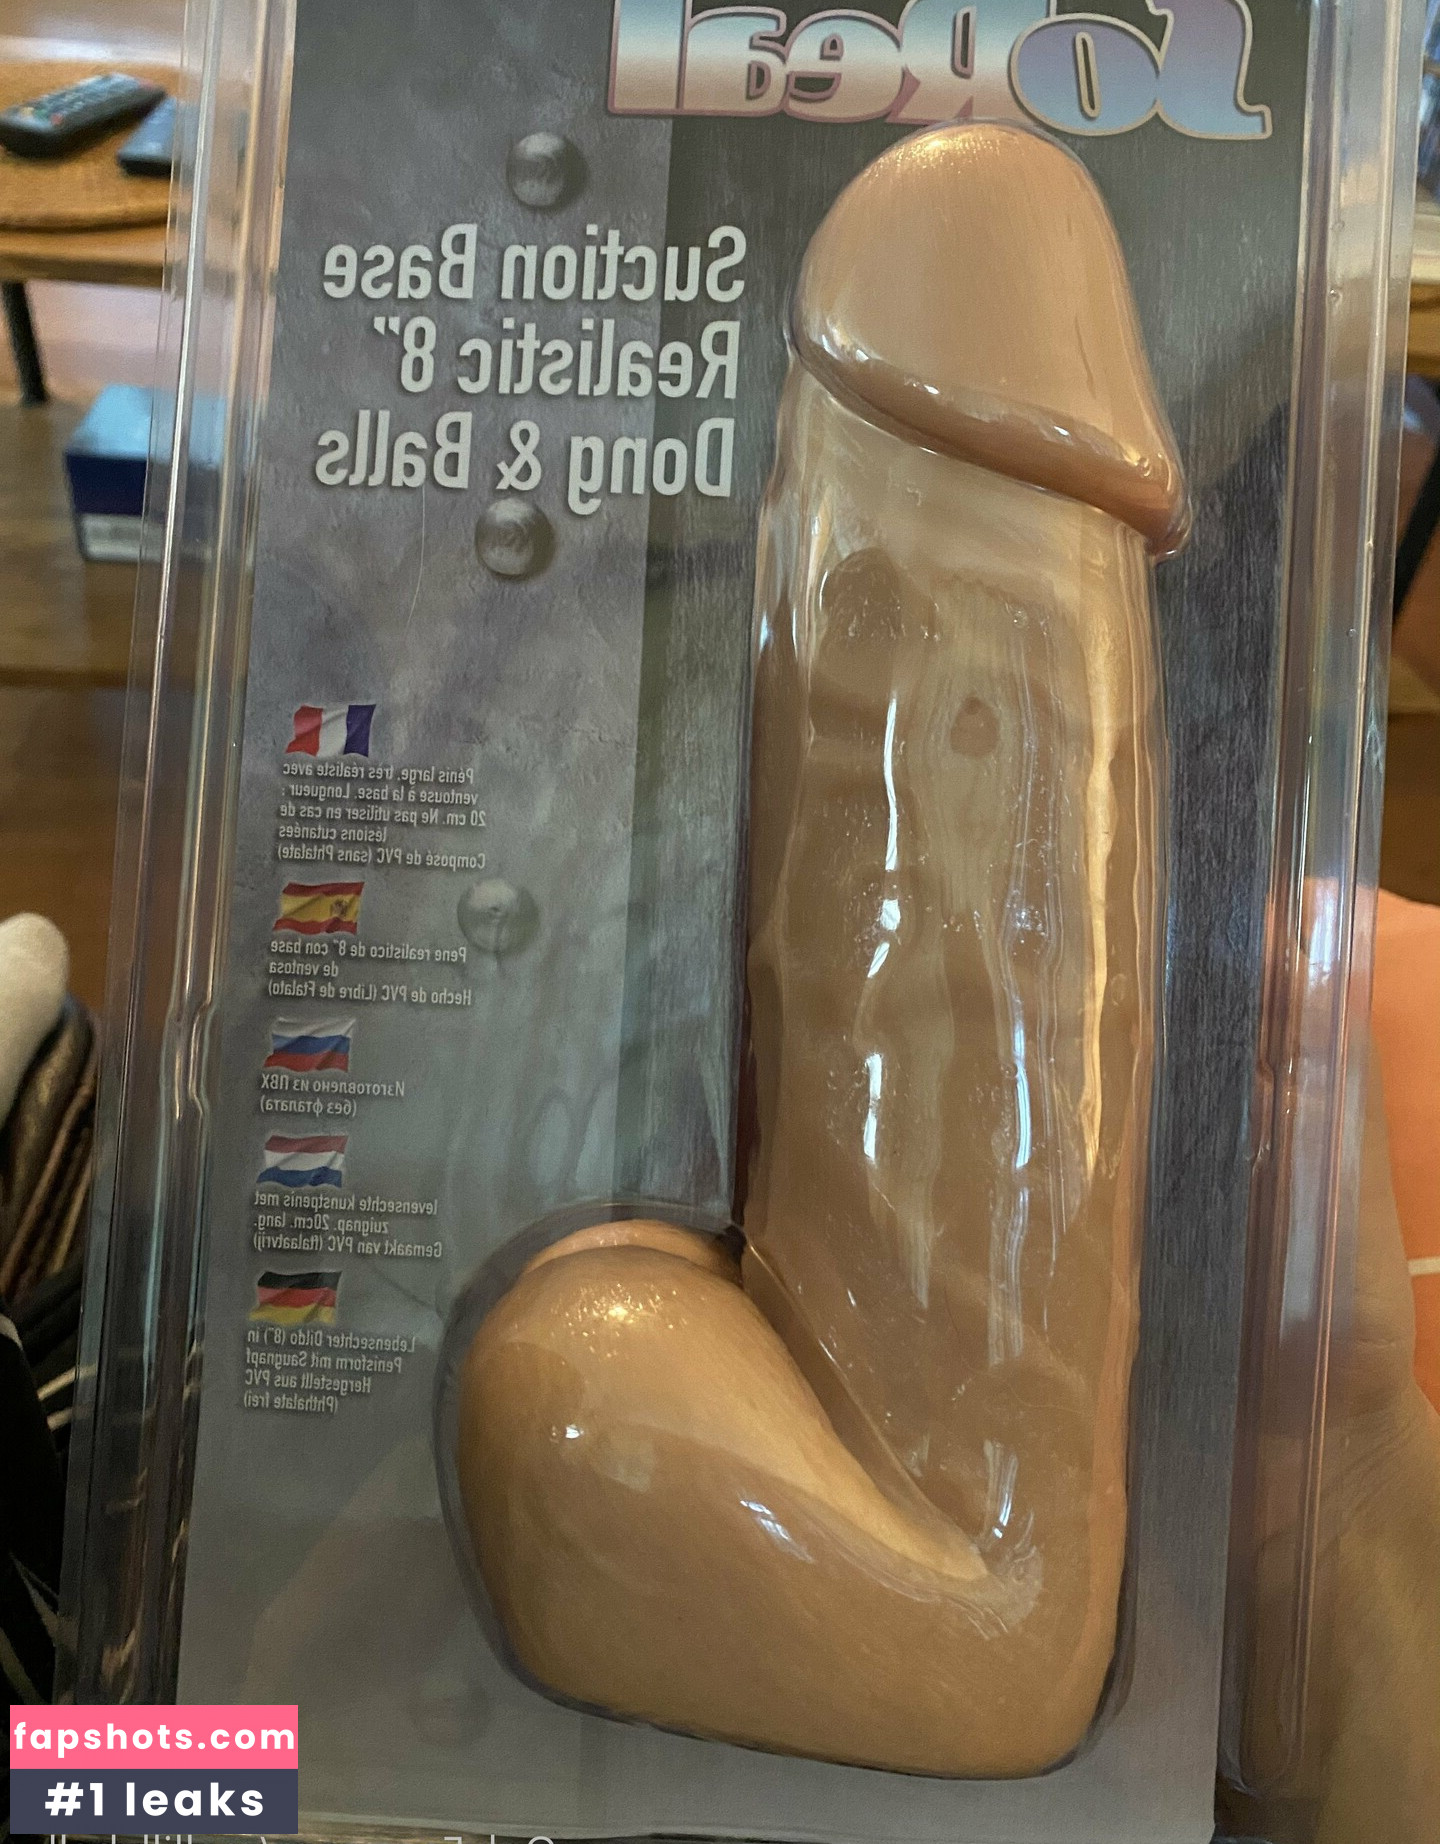 SoReal
Suction Base
Realistic 8"
Dong & Balls
Pénis large, très réaliste avec
ventouse à la base. Longueur :
20 cm. Ne pas utiliser en cas de
lésions cutanées
Composé de PVC (sans Phtalate)
Pene realistico de 8" con base
de ventosa
Hecho de PVC (Libre de Ftalato)
Изготовлено из ПВХ
(без фталата)
levensechte kunstpenis met
zuignap. 20cm. lang.
Gemaakt van PVC (ftalaatvrij)
Lebensechter Dildo (8") in
Penisform mit Saugnapf
Hergestellt aus PVC
(Phthalate frei)
fapshots.com
#1 leaks